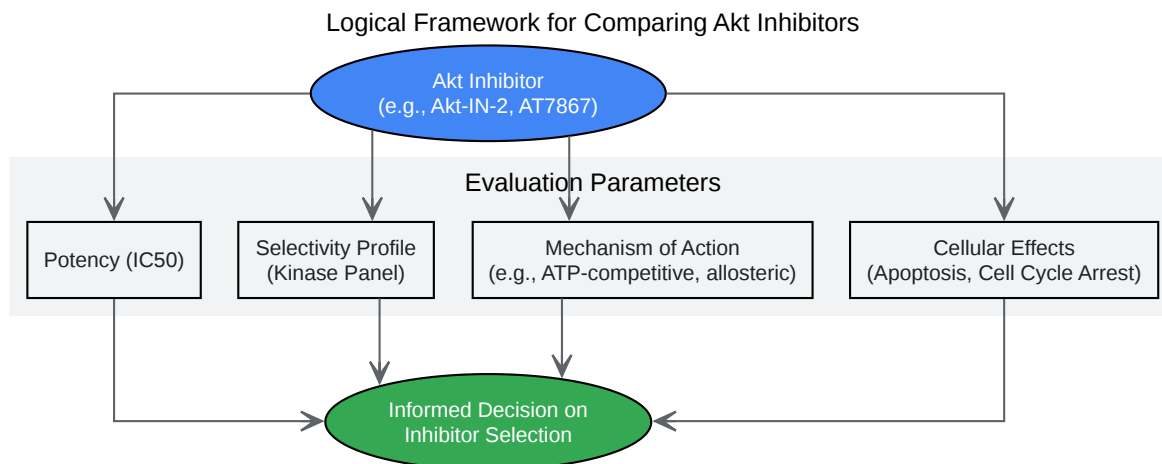 Logical Framework for Comparing Akt Inhibitors
Akt Inhibitor
(e.g., Akt-IN-2, AT7867)
Evaluation Parameters
Potency (IC50)
Selectivity Profile
(Kinase Panel)
Mechanism of Action
(e.g., ATP-competitive, allosteric)
Cellular Effects
(Apoptosis, Cell Cycle Arrest)
Informed Decision on
Inhibitor Selection